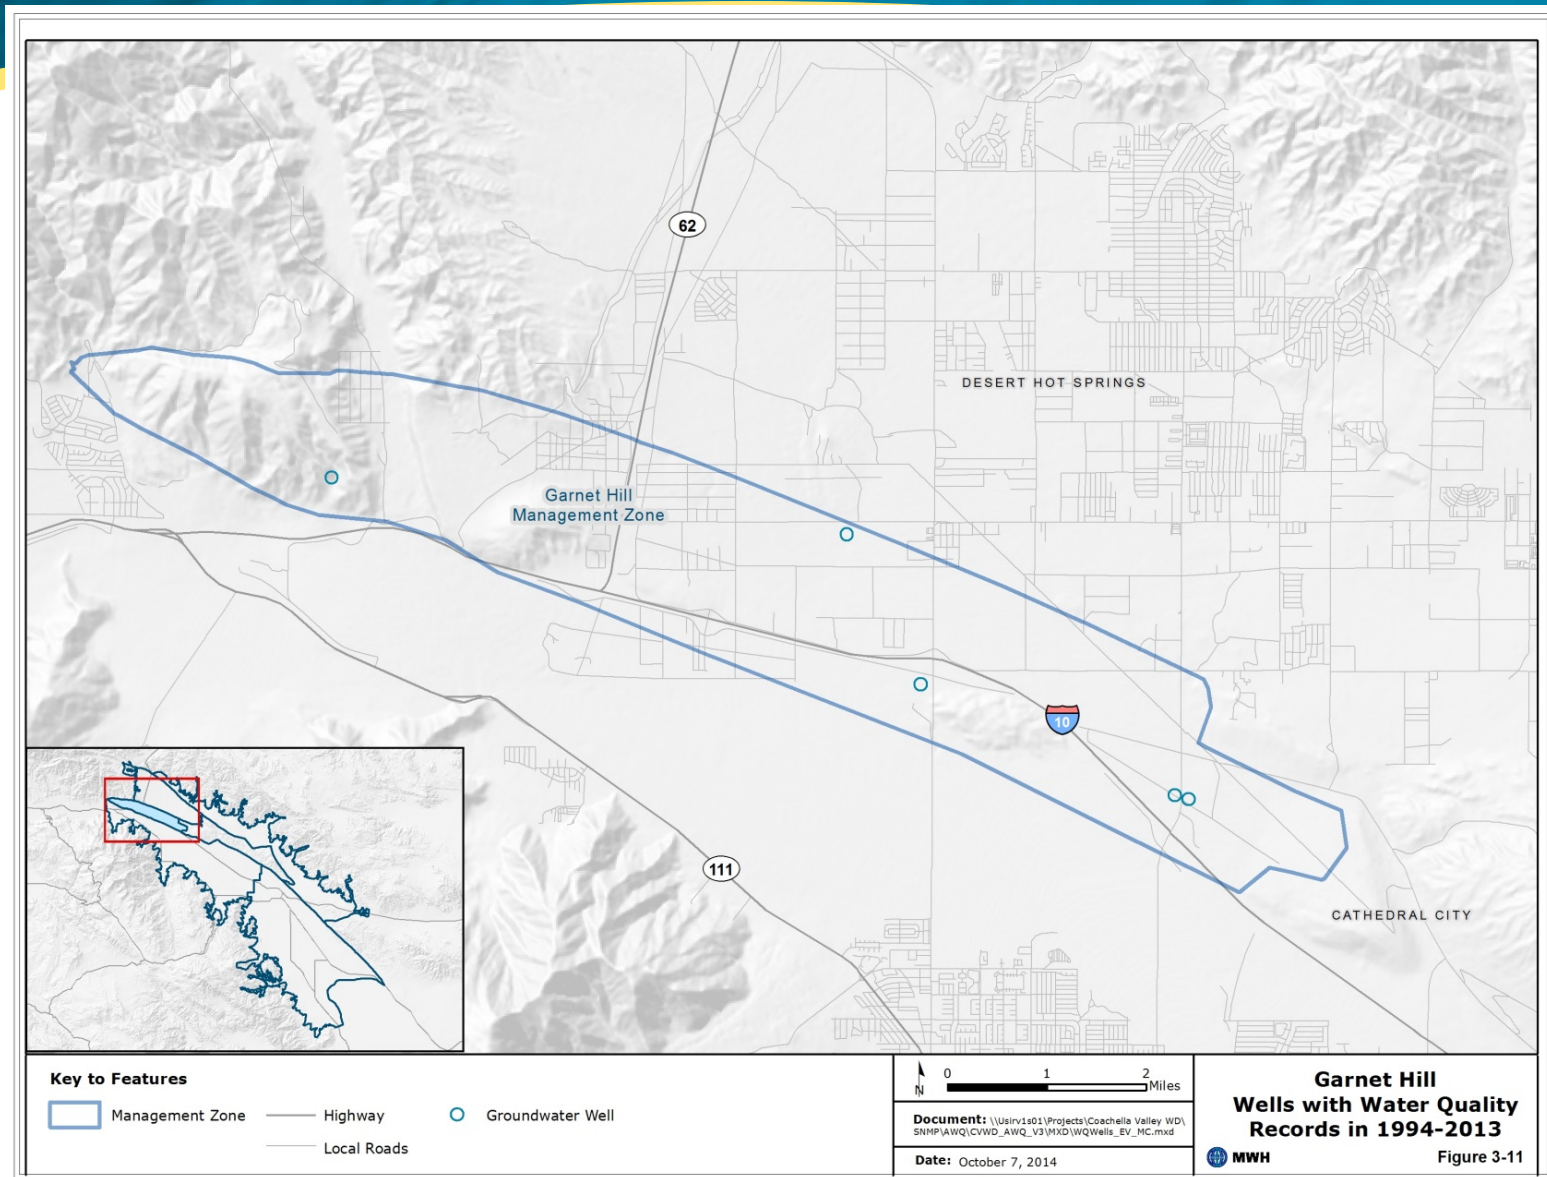 62
DESERT HOT SPRINGS
Garnet Hill
Management Zone
10
111
CATHEDRAL CITY
Key to Features
Management Zone
Highway
Groundwater Well
Local Roads
N
0 1 2
Miles
Document: \\Usirv1s01\Projects\Coachella Valley WD\
SNMP\AWQ\CVWD_AWQ_V3\MXD\WQWells_EV_MC.mxd
Date: October 7, 2014
Garnet Hill
Wells with Water Quality
Records in 1994-2013
MWH
Figure 3-11